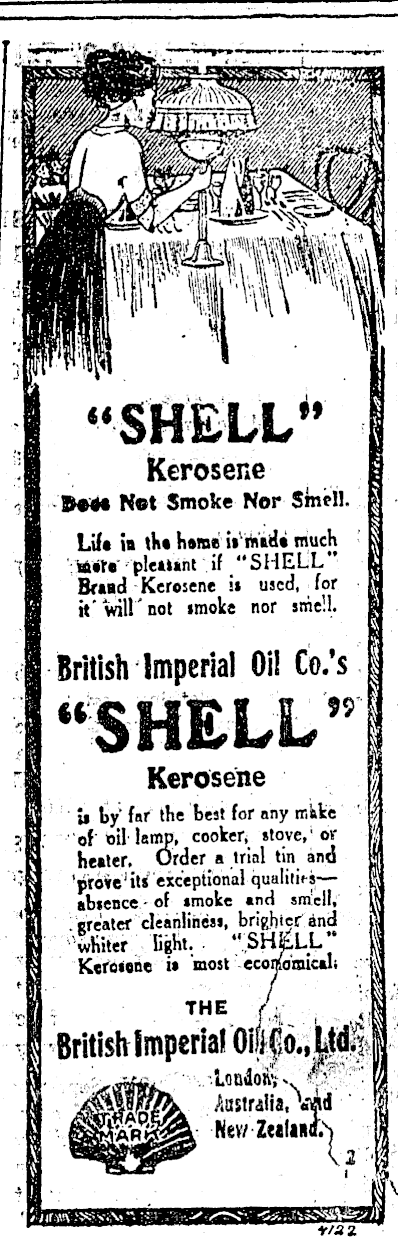 “SHELL”
Kerosene
Does Not Smoke Nor Smell.
Life in the home is made much
more pleasant if “SHELL”
Brand Kerosene is used, for
it will not smoke nor smell.
British Imperial Oil Co.'s
“SHELL”
Kerosene
is by far the best for any make
of oil lamp, cooker, stove, or
heater. Order a trial tin and
prove its exceptional qualities—
absence of smoke and smell,
greater cleanliness, brighter and
whiter light. “SHELL”
Kerosene is most economical.
THE
British Imperial Oil Co., Ltd.
London,
Australia, and
New Zealand.
TRADE
MARK
2
4122